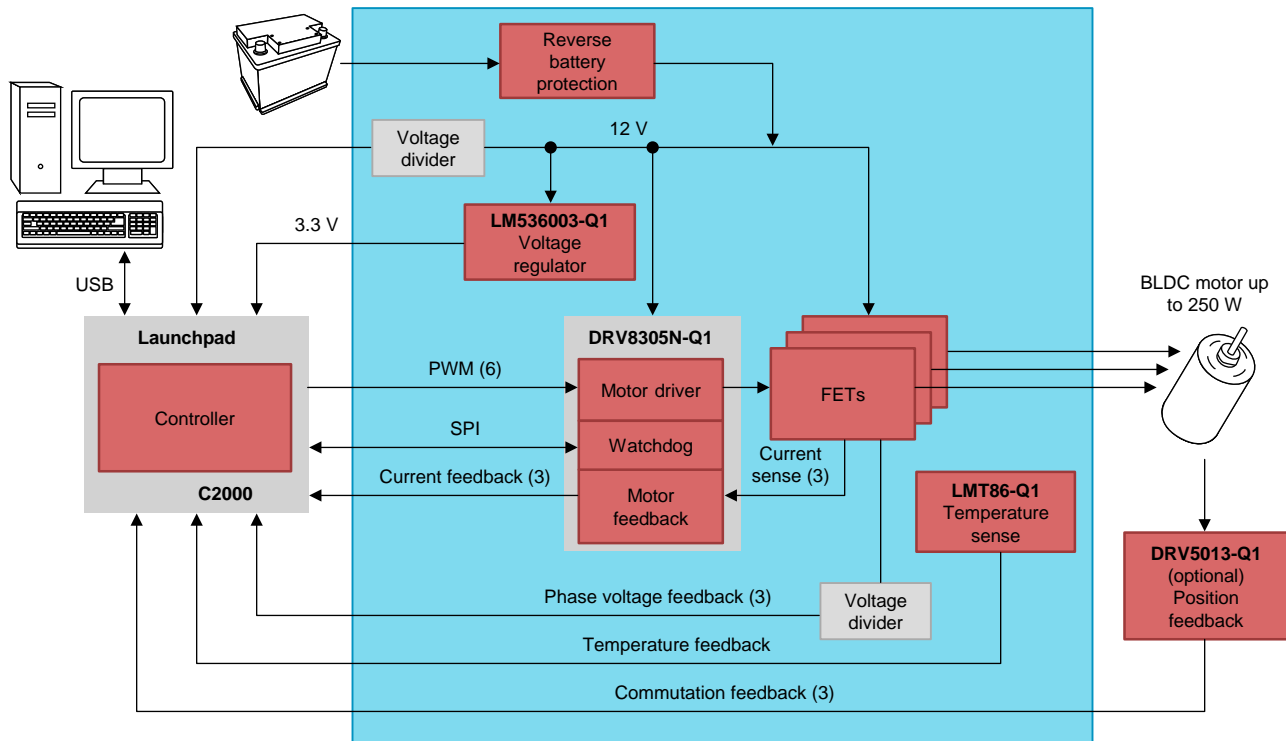 Reverse
battery
protection
12 V
Voltage
divider
LM536003-Q1
Voltage
regulator
3.3 V
USB
BLDC motor up
to 250 W
Launchpad
Controller
C2000
DRV8305N-Q1
Motor driver
Watchdog
Motor
feedback
PWM (6)
SPI
Current feedback (3)
FETs
Current
sense (3)
LMT86-Q1
Temperature
sense
DRV5013-Q1
(optional)
Position
feedback
Phase voltage feedback (3)
Voltage
divider
Temperature feedback
Commutation feedback (3)